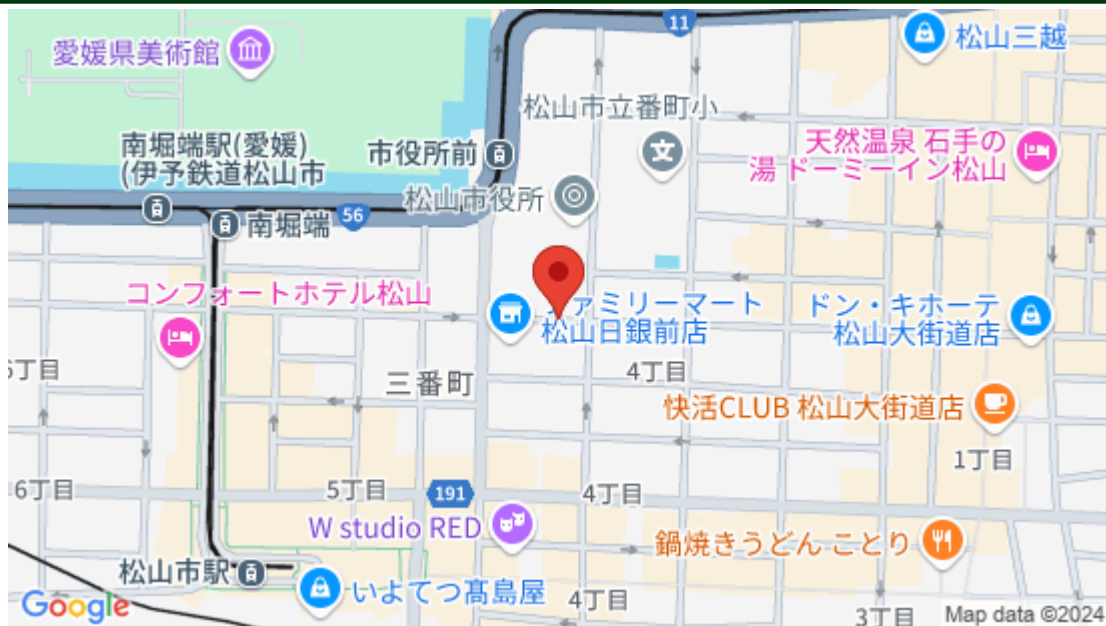 11
愛媛県美術館
松山三越
松山市立番町小
文
南堀端駅(愛媛)
(伊予鉄道松山市
市役所前
天然温泉 石手の
湯 ドーミーイン松山
松山市役所
56
南堀端
コンフォートホテル松山
ファミリーマート
松山日銀前店
ドン・キホーテ
松山大街道店
5丁目
三番町
4丁目
快活CLUB 松山大街道店
1丁目
6丁目
5丁目
191
4丁目
W studio RED
鍋焼きうどん ことり
松山市駅
いよてつ髙島屋
4丁目
3丁目
Google
Map data ©2024